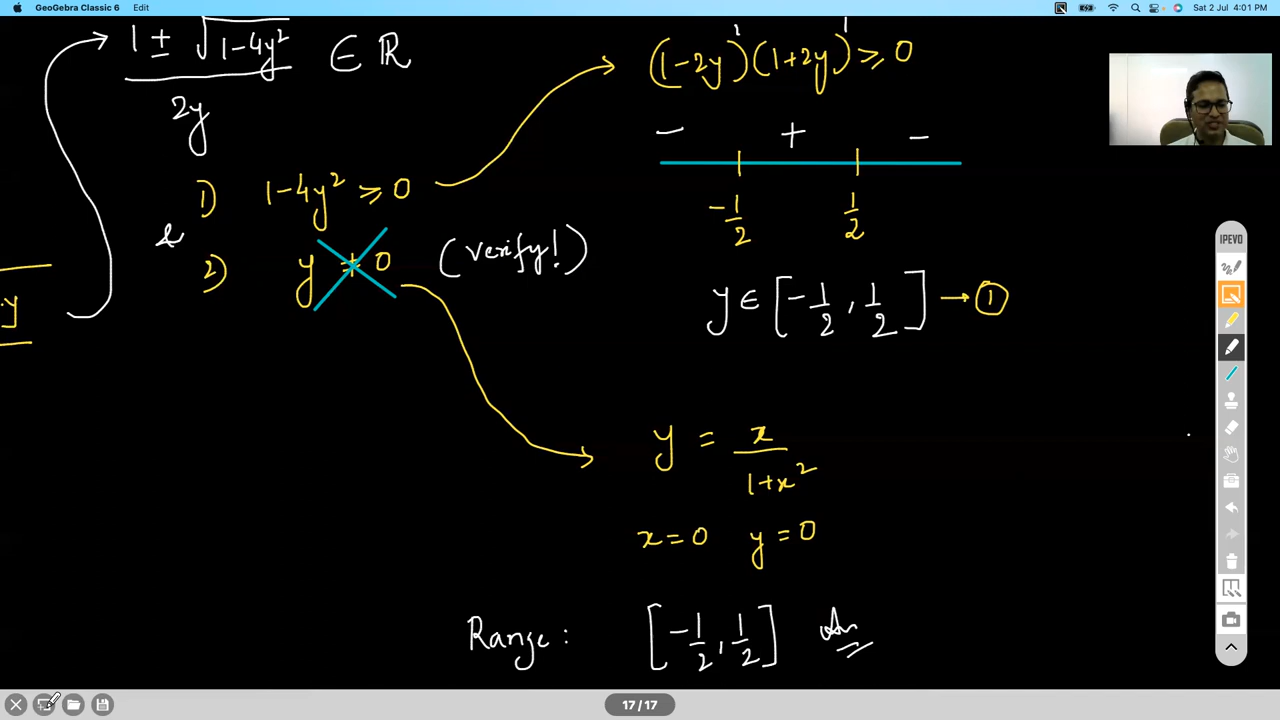 GeoGebra Classic 6 Edit
Sat 2 Jul 4:01 PM
1 ± √1-4y² ∈ ℝ
2y
1) 1-4y² ≥ 0
&
2) y ≠ 0 (verify!)
y
(1-2y)¹(1+2y)¹ ≥ 0
- + -
-1/2 1/2
y ∈ [-1/2, 1/2] → ①
y = x/1+x²
x=0 y=0
Range: [-1/2, 1/2] Ans
IPEVO
17/17